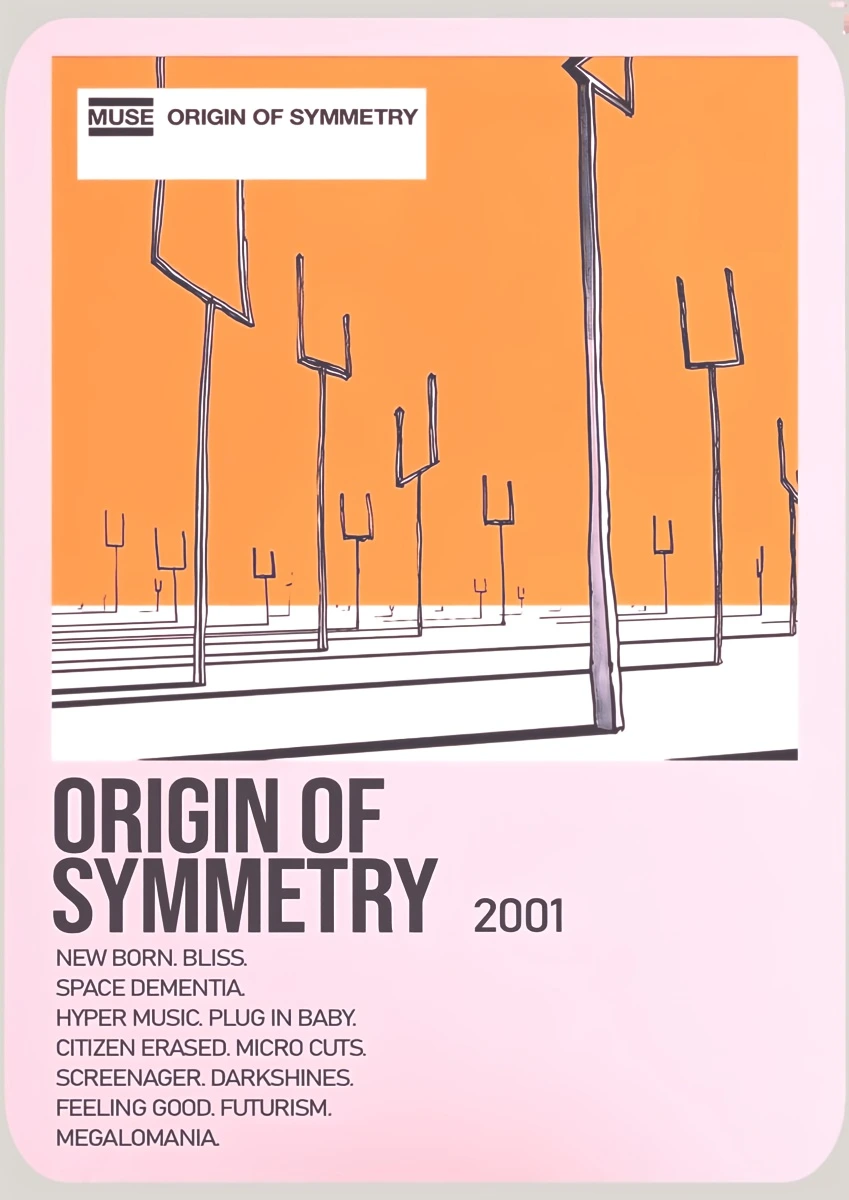 MUSE ORIGIN OF SYMMETRY
ORIGIN OF
SYMMETRY 2001
NEW BORN. BLISS.
SPACE DEMENTIA.
HYPER MUSIC. PLUG IN BABY.
CITIZEN ERASED. MICRO CUTS.
SCREENAGER. DARKSHINES.
FEELING GOOD. FUTURISM.
MEGALOMANIA.